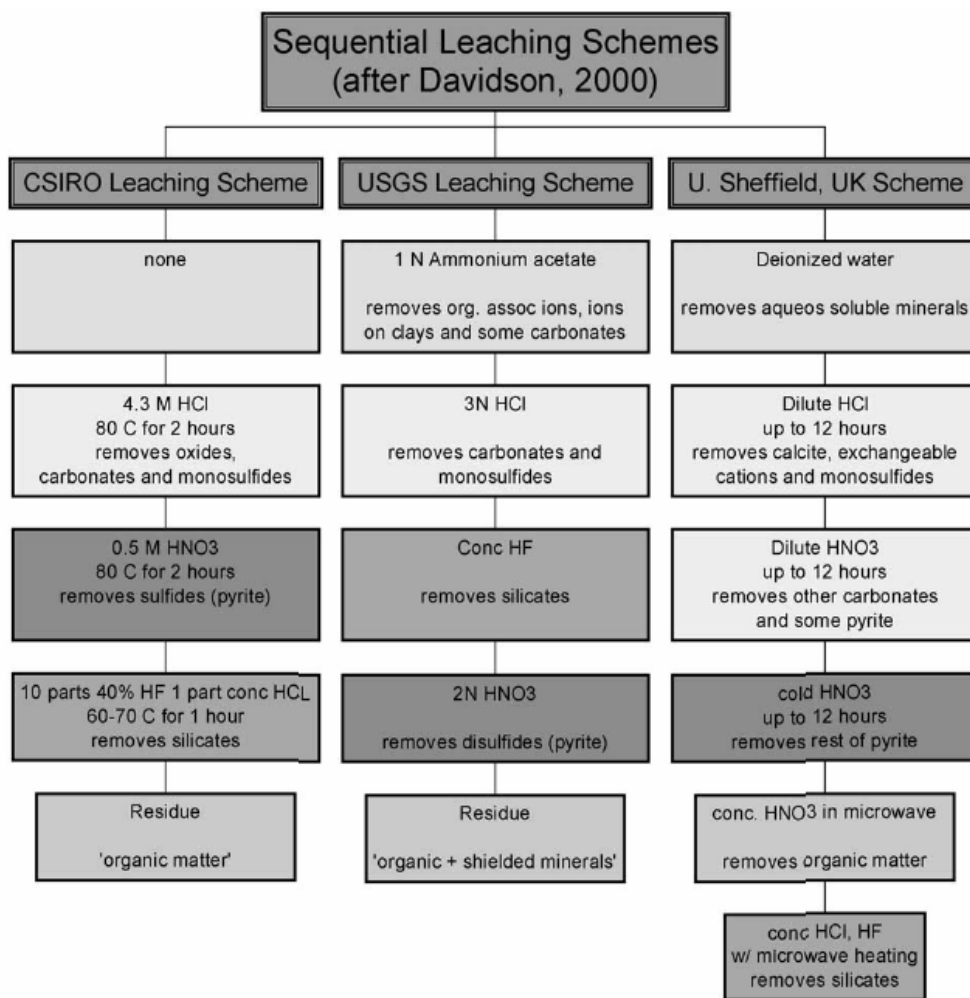 Sequential Leaching Schemes
(after Davidson, 2000)
CSIRO Leaching Scheme
none
4.3 M HCl
80 C for 2 hours
removes oxides,
carbonates and monosulfides
0.5 M HNO3
80 C for 2 hours
removes sulfides (pyrite)
10 parts 40% HF 1 part conc HCL
60-70 C for 1 hour
removes silicates
Residue
'organic matter'
USGS Leaching Scheme
1 N Ammonium acetate
removes org. assoc ions, ions
on clays and some carbonates
3N HCl
removes carbonates and
monosulfides
Conc HF
removes silicates
2N HNO3
removes disulfides (pyrite)
Residue
'organic + shielded minerals'
U. Sheffield, UK Scheme
Deionized water
removes aqueos soluble minerals
Dilute HCl
up to 12 hours
removes calcite, exchangeable
cations and monosulfides
Dilute HNO3
up to 12 hours
removes other carbonates
and some pyrite
cold HNO3
up to 12 hours
removes rest of pyrite
conc. HNO3 in microwave
removes organic matter
conc HCl, HF
w/ microwave heating
removes silicates